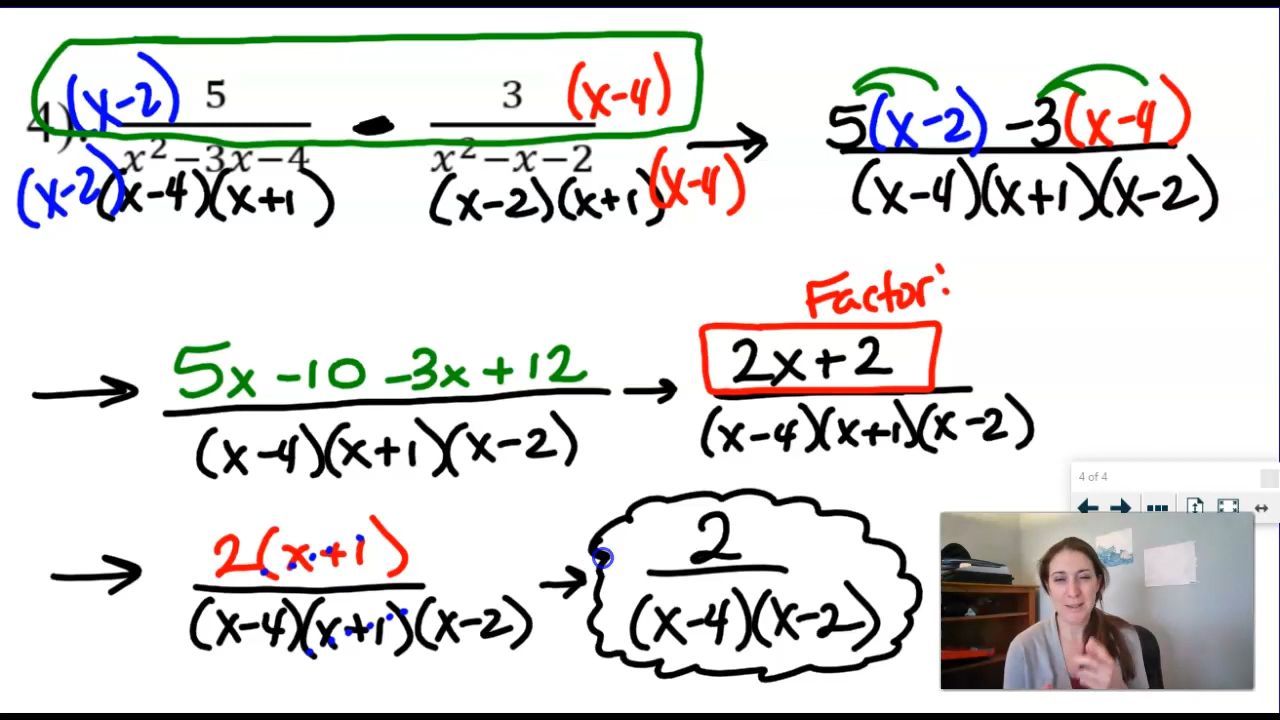 (x-2) 5 - 3 (x-4) → 5(x-2) -3(x-4)
4).
x² − 3x − 4 x² − x − 2
(x-2)(x-4)(x+1) (x-2)(x+1)(x-4) (x-4)(x+1)(x-2)
Factor:
→ 5x -10 -3x +12 → 2x+2
(x-4)(x+1)(x-2) (x-4)(x+1)(x-2)
4 of 4
→ 2(x+1) → 2
(x-4)(x+1)(x-2) (x-4)(x-2)